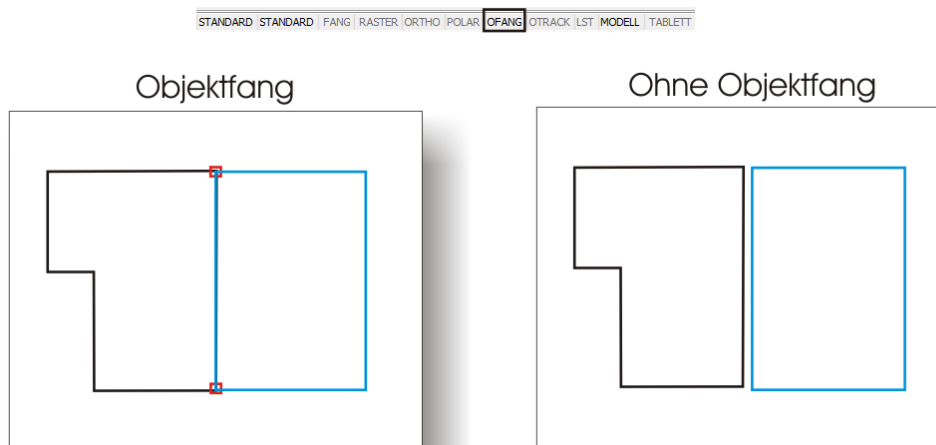 STANDARD STANDARD FANG RASTER ORTHO POLAR OFANG OTRACK LST MODELL TABLETT
Objektfang
Ohne Objektfang